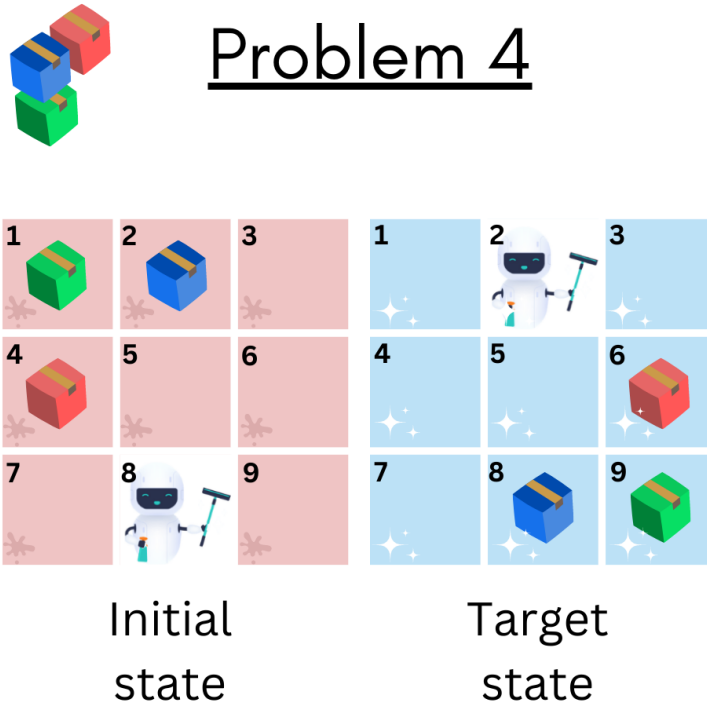 Problem 4
1 2 3 1 2 3
4 5 6 4 5 6
7 8 9 7 8 9
Initial Target
state state